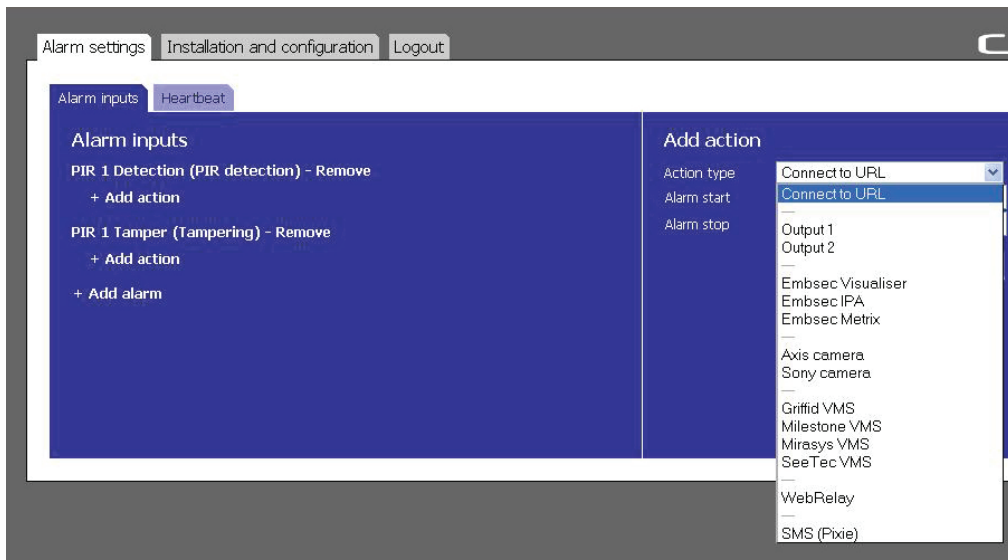 Alarm settings
Installation and configuration
Logout
Alarm inputs
Heartbeat
Alarm inputs
PIR 1 Detection (PIR detection) - Remove
+ Add action
PIR 1 Tamper (Tampering) - Remove
+ Add action
+ Add alarm
Add action
Action type
Connect to URL
Alarm start
Alarm stop
Connect to URL
Output 1
Output 2
Embsec Visualiser
Embsec IPA
Embsec Metrix
Axis camera
Sony camera
Griffid VMS
Milestone VMS
Mirasys VMS
SeeTec VMS
WebRelay
SMS (Pixie)